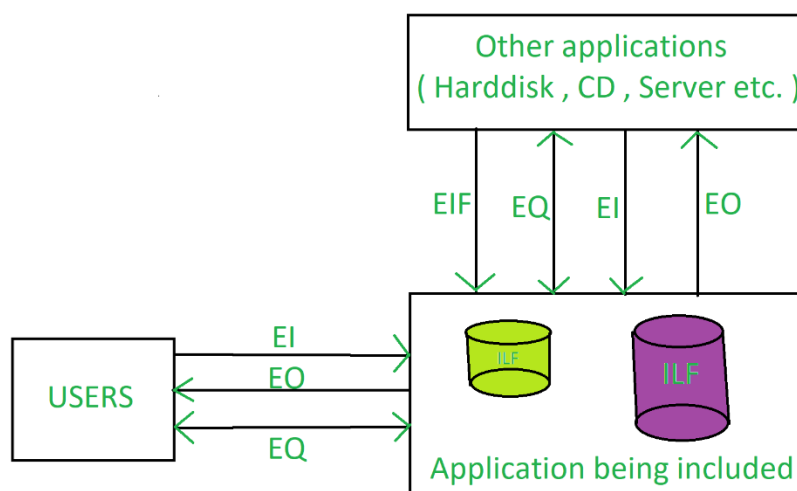 Other applications
( Harddisk , CD , Server etc. )
EIF
EQ
EI
EO
USERS
EI
EO
EQ
ILF
ILF
Application being included